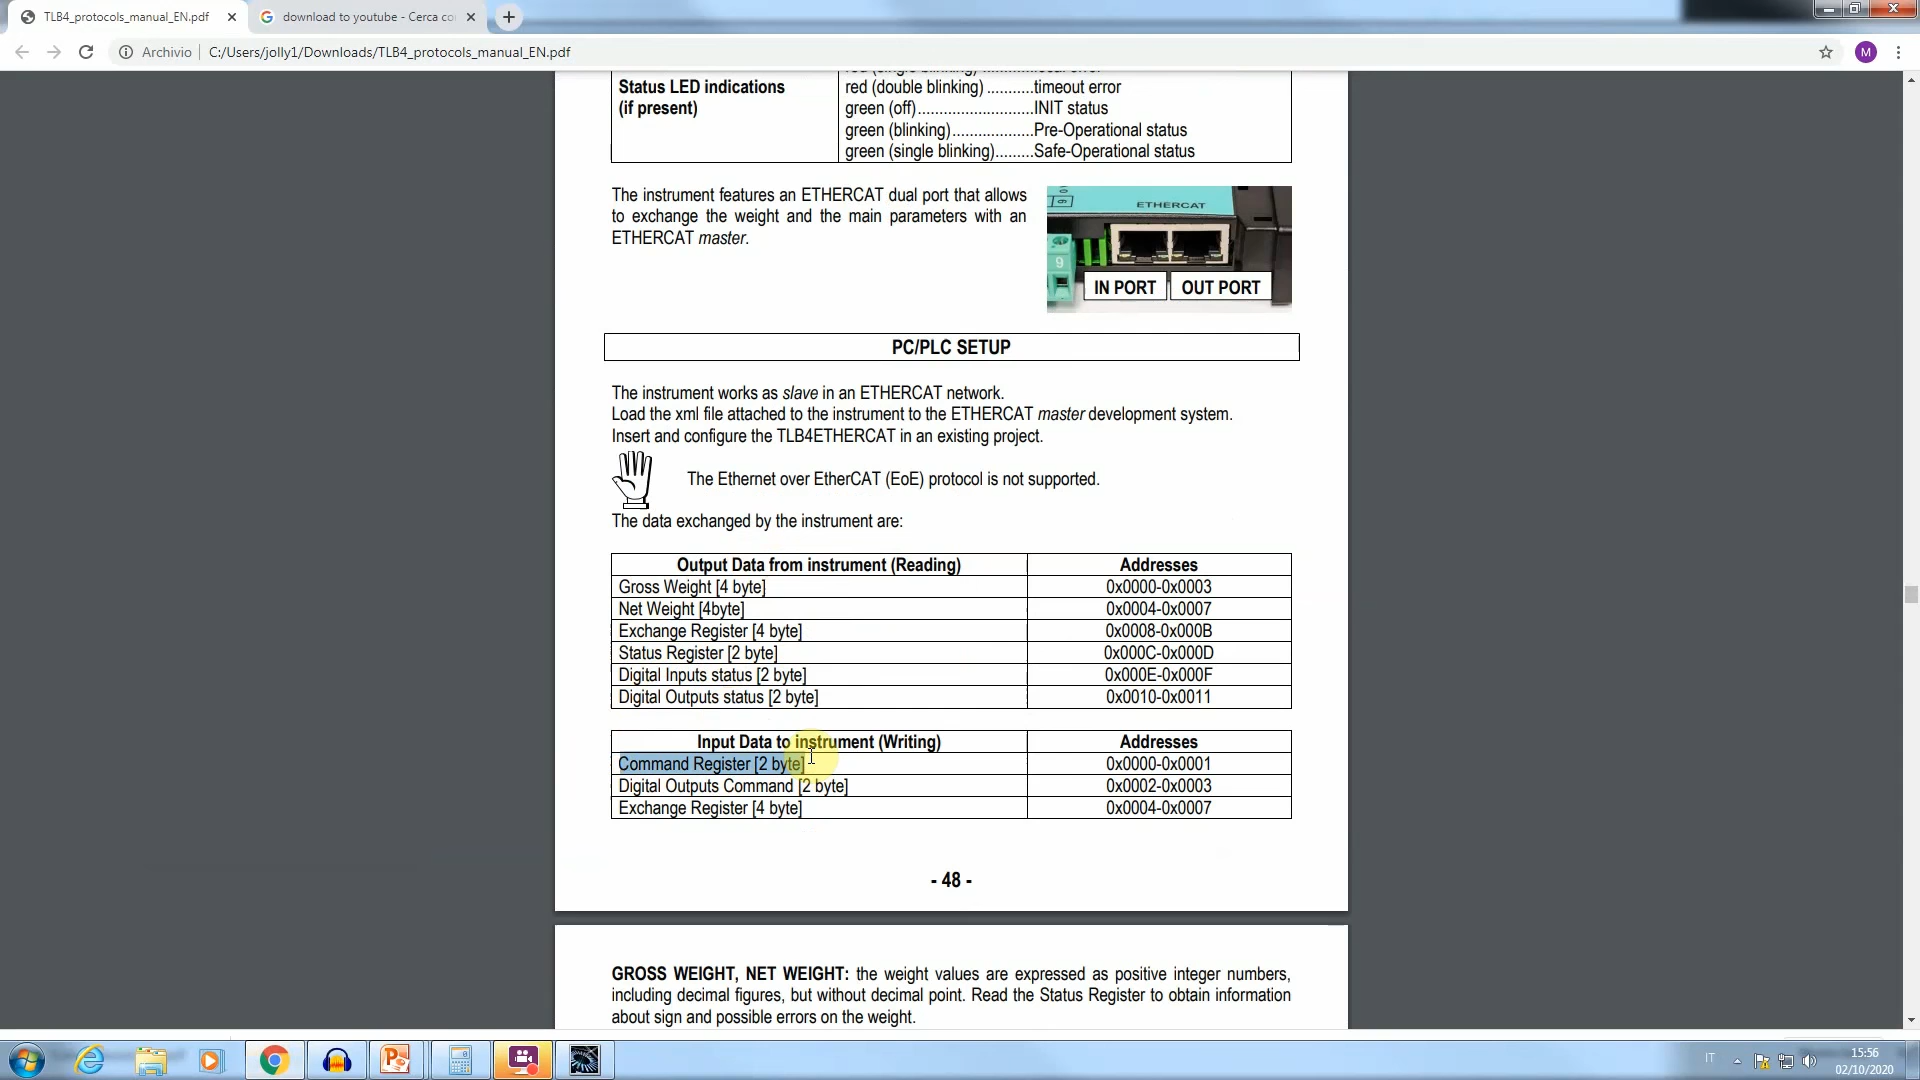 TLB4_protocols_manual_EN.pdf
download to youtube - Cerca co
Archivio
C:/Users/jolly1/Downloads/TLB4_protocols_manual_EN.pdf
M
Status LED indications
(if present)
red (double blinking) ...........timeout error
green (off)...........................INIT status
green (blinking)...................Pre-Operational status
green (single blinking).........Safe-Operational status
The instrument features an ETHERCAT dual port that allows
to exchange the weight and the main parameters with an
ETHERCAT master.
ETHERCAT
9
IN PORT
OUT PORT
PC/PLC SETUP
The instrument works as slave in an ETHERCAT network.
Load the xml file attached to the instrument to the ETHERCAT master development system.
Insert and configure the TLB4ETHERCAT in an existing project.
The Ethernet over EtherCAT (EoE) protocol is not supported.
The data exchanged by the instrument are:
Output Data from instrument (Reading) Addresses
Gross Weight [4 byte] 0x0000-0x0003
Net Weight [4byte] 0x0004-0x0007
Exchange Register [4 byte] 0x0008-0x000B
Status Register [2 byte] 0x000C-0x000D
Digital Inputs status [2 byte] 0x000E-0x000F
Digital Outputs status [2 byte] 0x0010-0x0011
Input Data to instrument (Writing) Addresses
Command Register [2 byte] 0x0000-0x0001
Digital Outputs Command [2 byte] 0x0002-0x0003
Exchange Register [4 byte] 0x0004-0x0007
- 48 -
GROSS WEIGHT, NET WEIGHT: the weight values are expressed as positive integer numbers,
including decimal figures, but without decimal point. Read the Status Register to obtain information
about sign and possible errors on the weight.
IT
15:56
02/10/2020